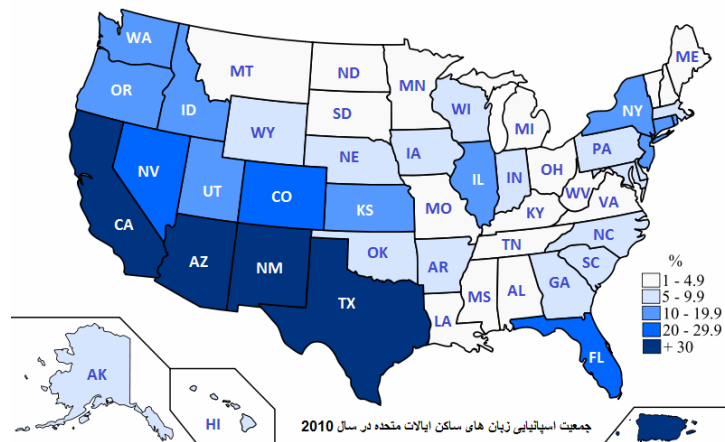 WA
MT
ND
MN
ME
OR
ID
SD
WI
MI
NY
WY
NE
IA
PA
NV
UT
CO
IL
IN
OH
CA
KS
MO
KY
WV
VA
AZ
NM
OK
AR
TN
NC
SC
TX
LA
MS
AL
GA
FL
AK
HI
%
1 - 4.9
5 - 9.9
10 - 19.9
20 - 29.9
+ 30
جمعیت اسپانیایی زبان های ساکن ایالات متحده در سال 2010